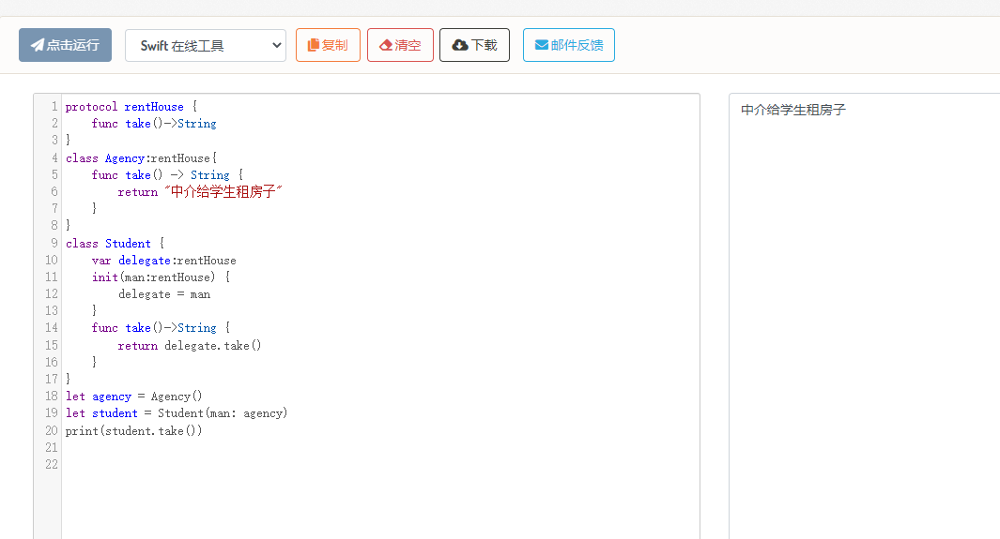 点击运行 Swift 在线工具 复制 清空 下载 邮件反馈
1 protocol rentHouse {
2     func take()->String
3 }
4 class Agency:rentHouse{
5     func take() -> String {
6         return "中介给学生租房子"
7     }
8 }
9 class Student {
10     var delegate:rentHouse
11     init(man:rentHouse) {
12         delegate = man
13     }
14     func take()->String {
15         return delegate.take()
16     }
17 }
18 let agency = Agency()
19 let student = Student(man: agency)
20 print(student.take())
21
22
中介给学生租房子